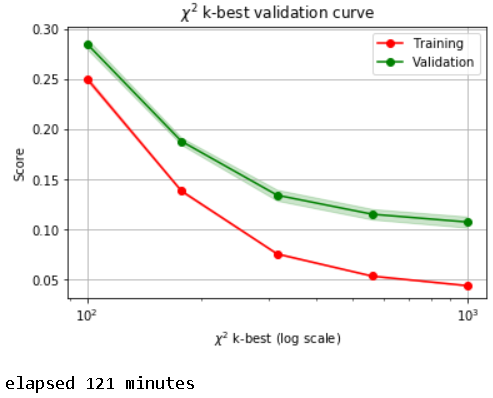 χ² k-best validation curve
0.30
0.25
0.20
0.15
0.10
0.05
Score
Training
Validation
10²
10³
χ² k-best (log scale)
elapsed 121 minutes